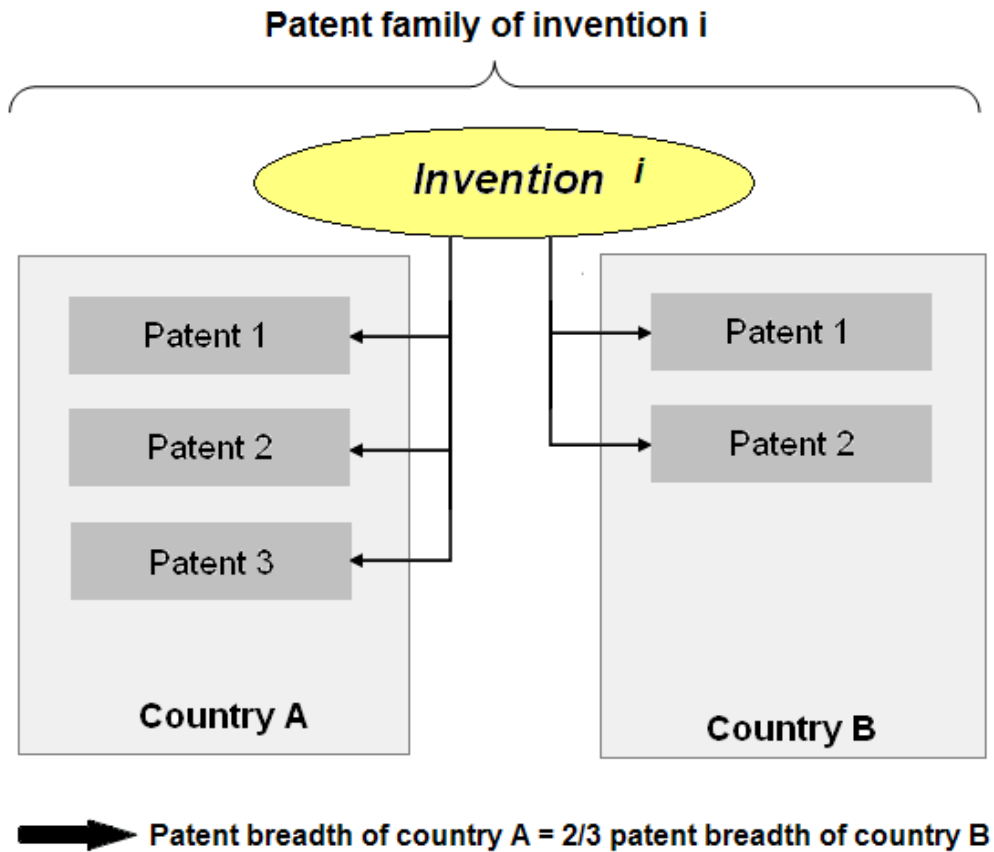 Patent family of invention i
Invention i
Patent 1
Patent 2
Patent 3
Country A
Patent 1
Patent 2
Country B
Patent breadth of country A = 2/3 patent breadth of country B